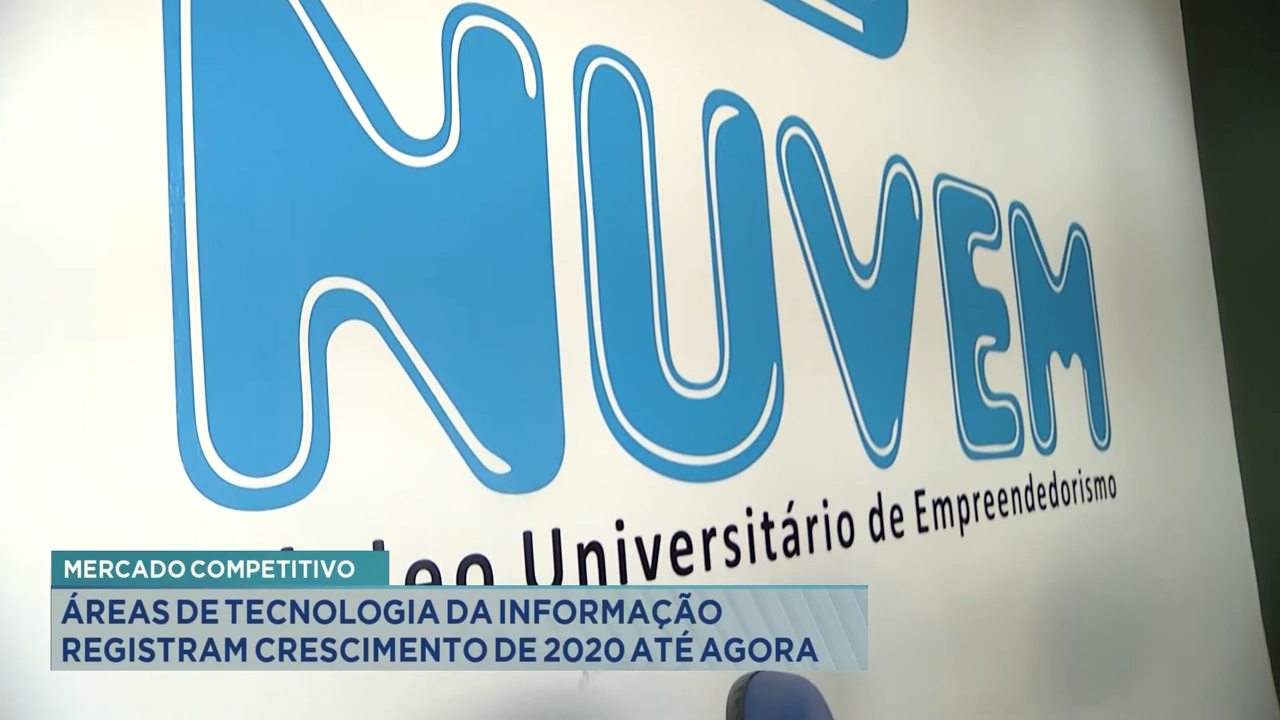 NUVEM
Universitário de Empreendedorismo
MERCADO COMPETITIVO
ÁREAS DE TECNOLOGIA DA INFORMAÇÃO
REGISTRAM CRESCIMENTO DE 2020 ATÉ AGORA